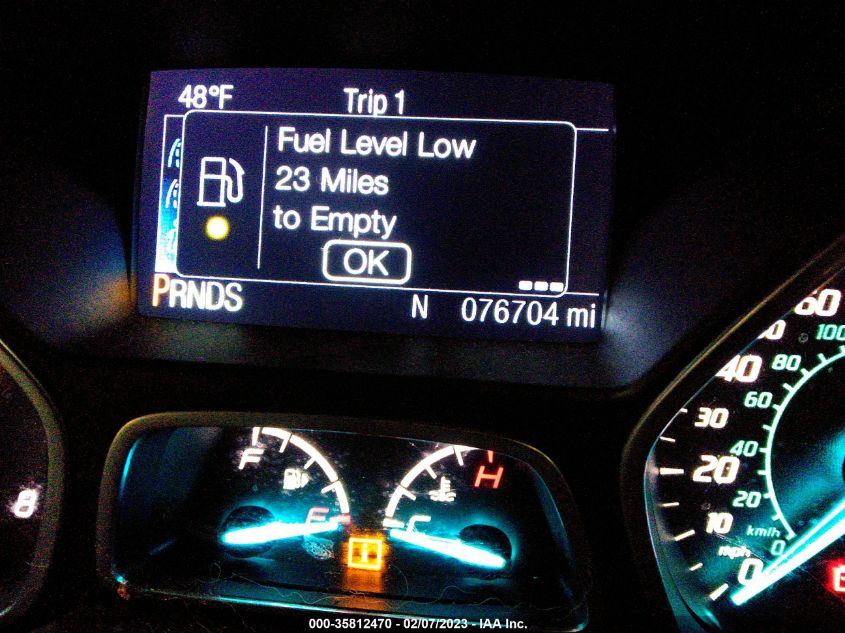 48°F Trip 1
Fuel Level Low
23 Miles
to Empty
OK
PRNDS N 076704 mi
F H
E C
8
60
100
40 80
60
30
40
20
20
10 km/h
mph 0
0
000-35812470 - 02/07/2023 - IAA Inc.